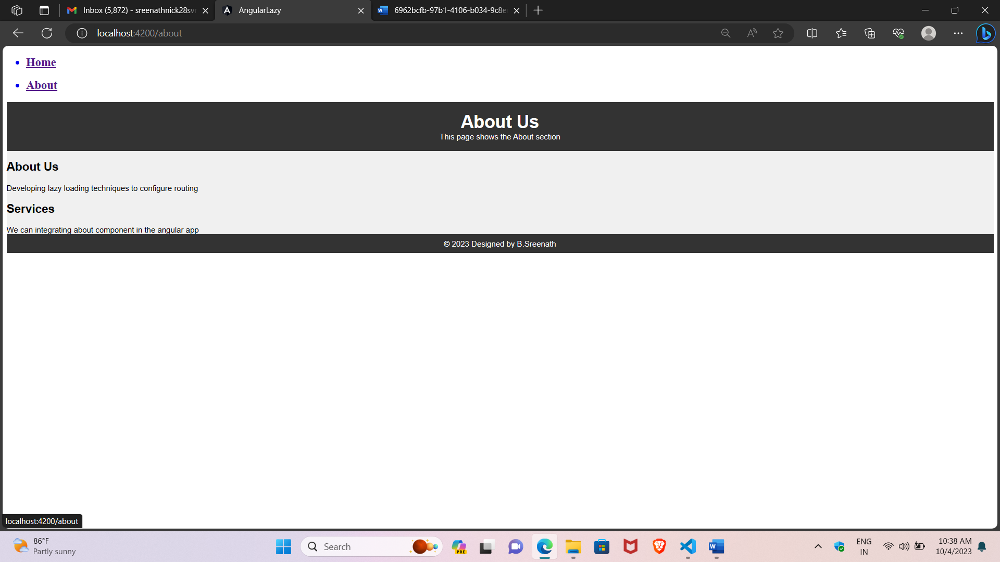 Inbox (5,872) - sreenathnick28svr
AngularLazy
6962bcfb-97b1-4106-b034-9c8e
localhost:4200/about
Home
About
About Us
This page shows the About section
About Us
Developing lazy loading techniques to configure routing
Services
We can integrating about component in the angular app
© 2023 Designed by B.Sreenath
localhost:4200/about
86°F
Partly sunny
Search
PRE
ENG
IN
10:38 AM
10/4/2023